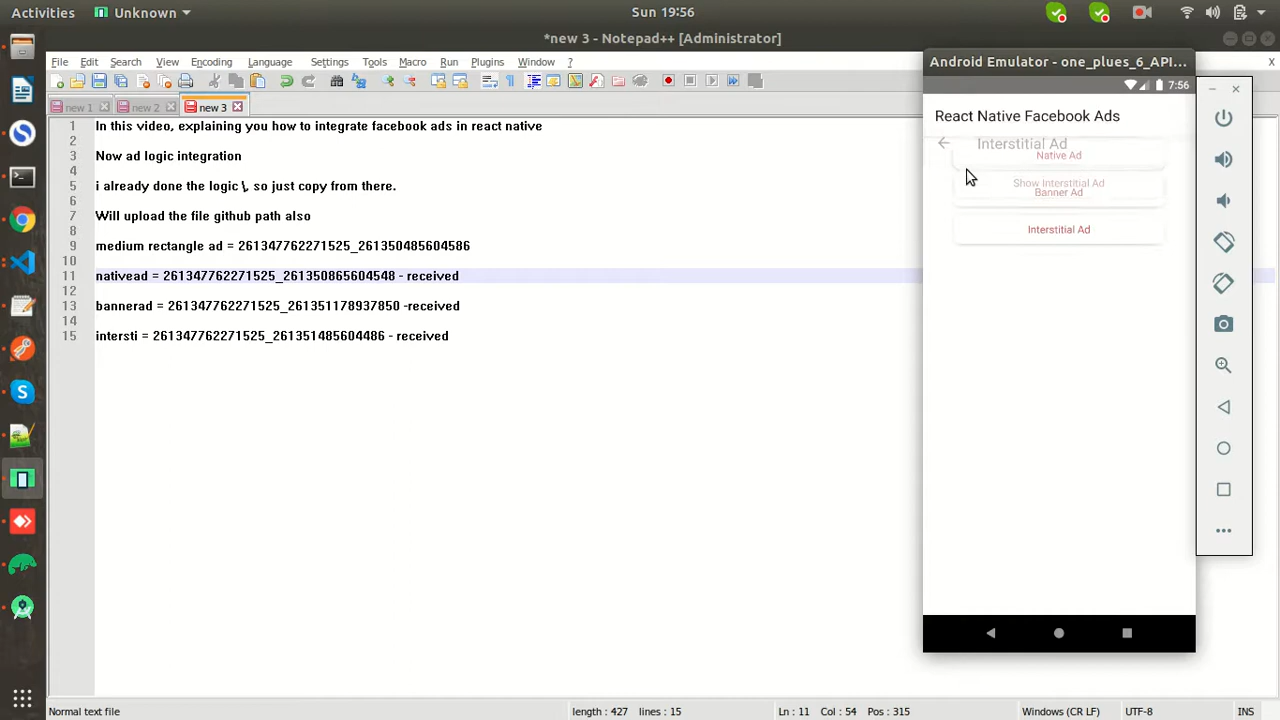 Activities
Unknown
Sun 19:56
*new 3 - Notepad++ [Administrator]
File Edit Search View Encoding Language Settings Tools Macro Run Plugins Window ?
X
new 1
new 2
new 3
1 In this video, explaining you how to integrate facebook ads in react native
2
3 Now ad logic integration
4
5 i already done the logic \, so just copy from there.
6
7 Will upload the file github path also
8
9 medium rectangle ad = 261347762271525_261350485604586
10
11 nativead = 261347762271525_261350865604548 - received
12
13 bannerad = 261347762271525_261351178937850 -received
14
15 intersti = 261347762271525_261351485604486 - received
Android Emulator - one_plues_6_API...
7:56
React Native Facebook Ads
Interstitial Ad
Native Ad
Show Interstitial Ad
Banner Ad
Interstitial Ad
Normal text file
length : 427 lines : 15
Ln : 11 Col : 54 Pos : 315
Windows (CR LF)
UTF-8
INS